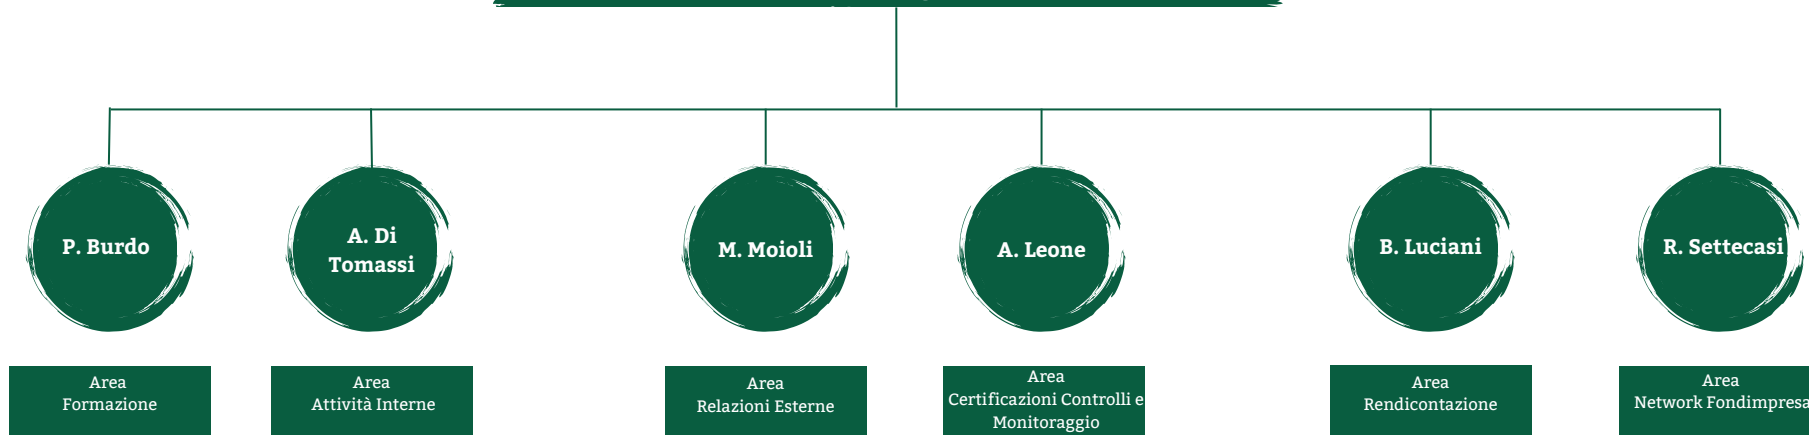 P. Burdo
A. Di
Tomassi
M. Moioli
A. Leone
B. Luciani
R. Settecasi
Area
Formazione
Area
Attività Interne
Area
Relazioni Esterne
Area
Certificazioni Controlli e
Monitoraggio
Area
Rendicontazione
Area
Network Fondimpresa